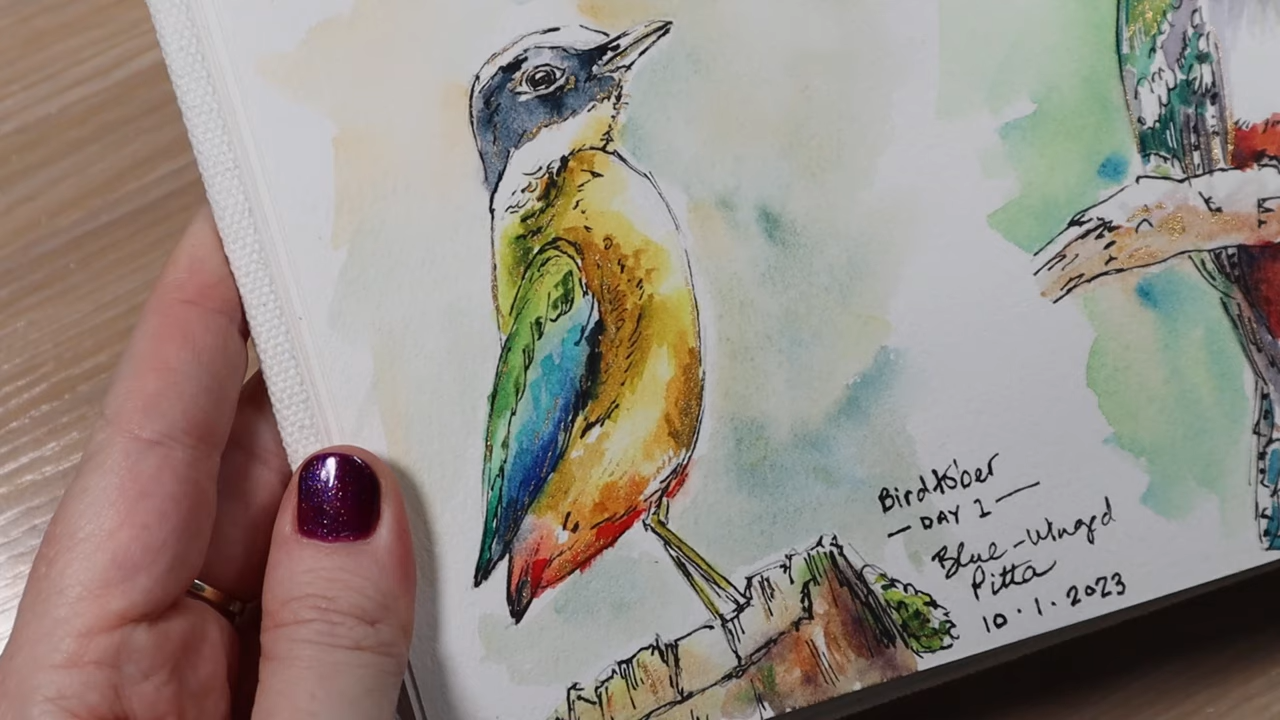 Birdtober
— DAY 1 —
Blue-Winged
Pitta
10.1.2023